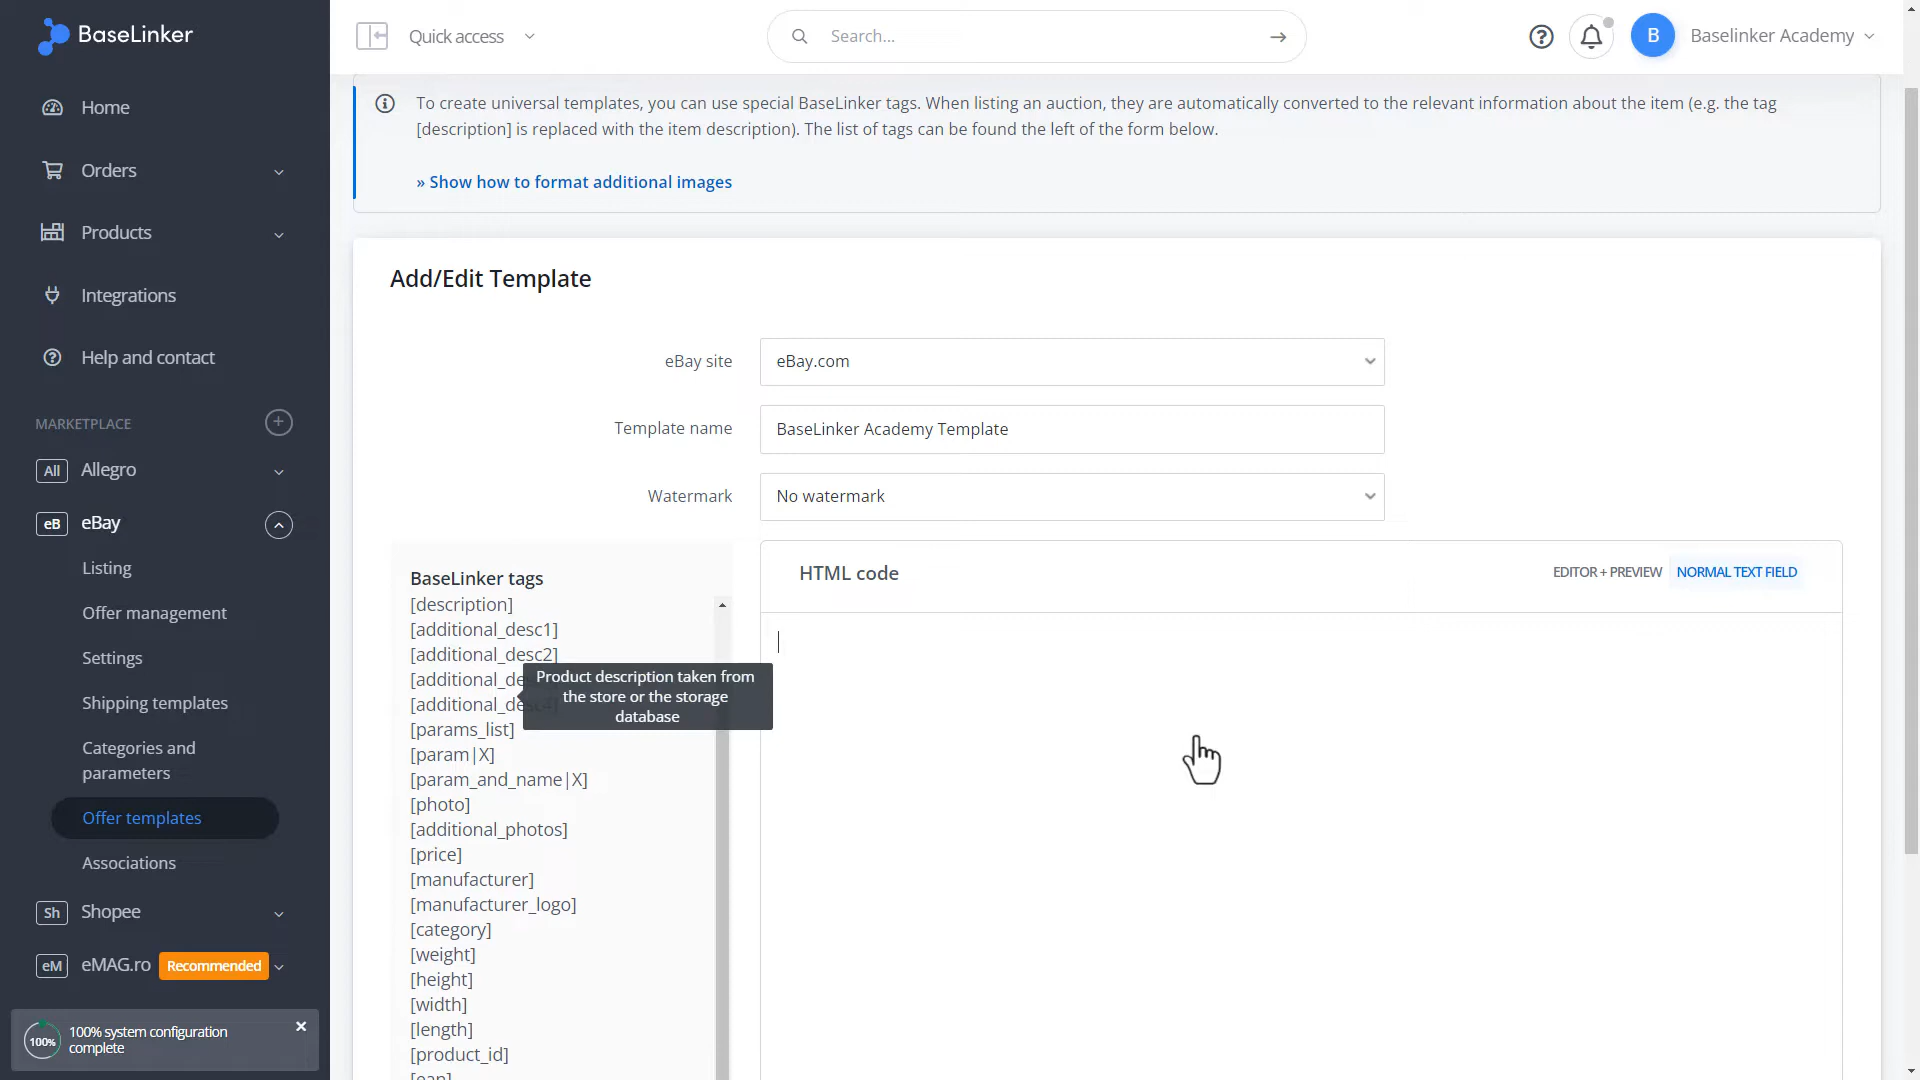 BaseLinker
Quick access
Search...
B
Baselinker Academy
Home
Orders
Products
Integrations
Help and contact
MARKETPLACE
All Allegro
eB eBay
Listing
Offer management
Settings
Shipping templates
Categories and
parameters
Offer templates
Associations
Sh Shopee
eM eMAG.ro Recommended
100% 100% system configuration
complete
To create universal templates, you can use special BaseLinker tags. When listing an auction, they are automatically converted to the relevant information about the item (e.g. the tag
[description] is replaced with the item description). The list of tags can be found the left of the form below.
» Show how to format additional images
Add/Edit Template
eBay site eBay.com
Template name BaseLinker Academy Template
Watermark No watermark
BaseLinker tags
[description]
[additional_desc1]
[additional_desc2]
[additional_de
[additional_desc4]
[params_list]
[param|X]
[param_and_name|X]
[photo]
[additional_photos]
[price]
[manufacturer]
[manufacturer_logo]
[category]
[weight]
[height]
[width]
[length]
[product_id]
[ean]
Product description taken from
the store or the storage
database
HTML code
EDITOR + PREVIEW NORMAL TEXT FIELD